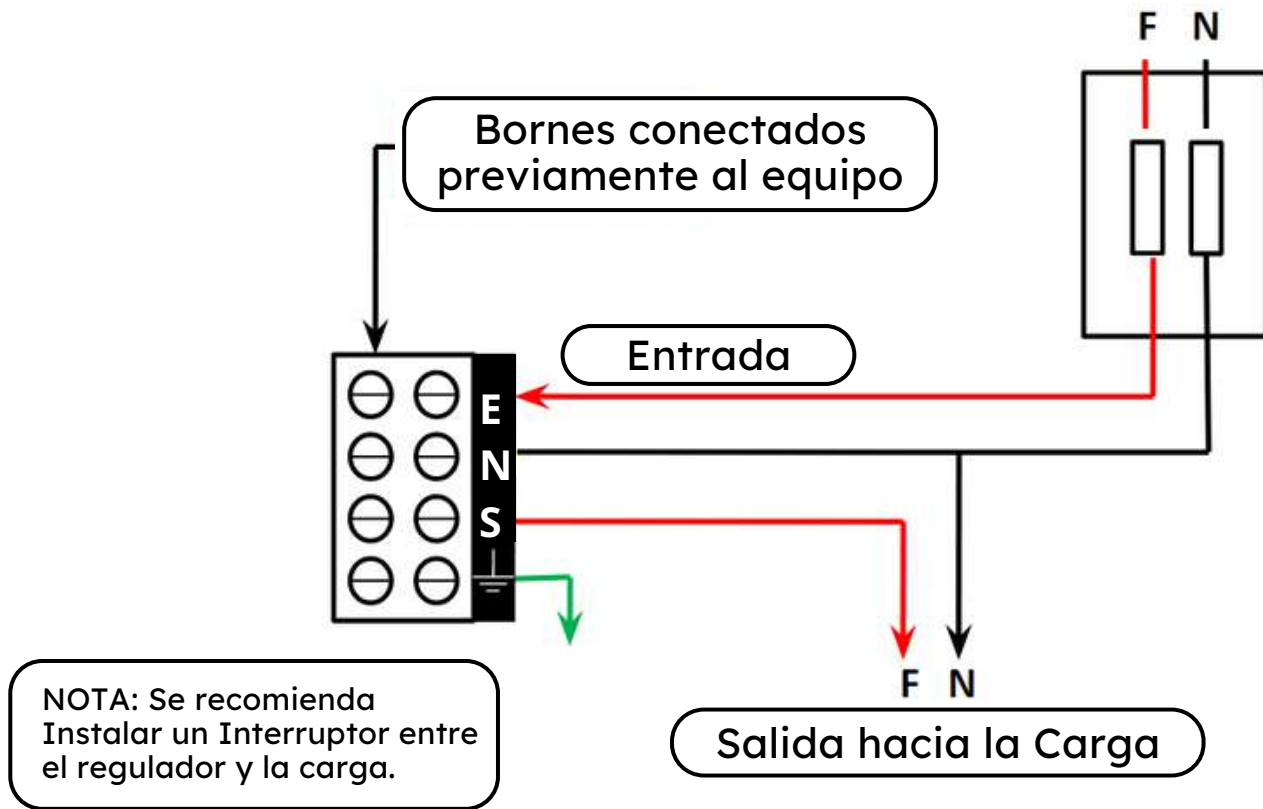 F N
Bornes conectados
previamente al equipo
Entrada
E
N
S
F N
NOTA: Se recomienda
Instalar un Interruptor entre
el regulador y la carga.
Salida hacia la Carga